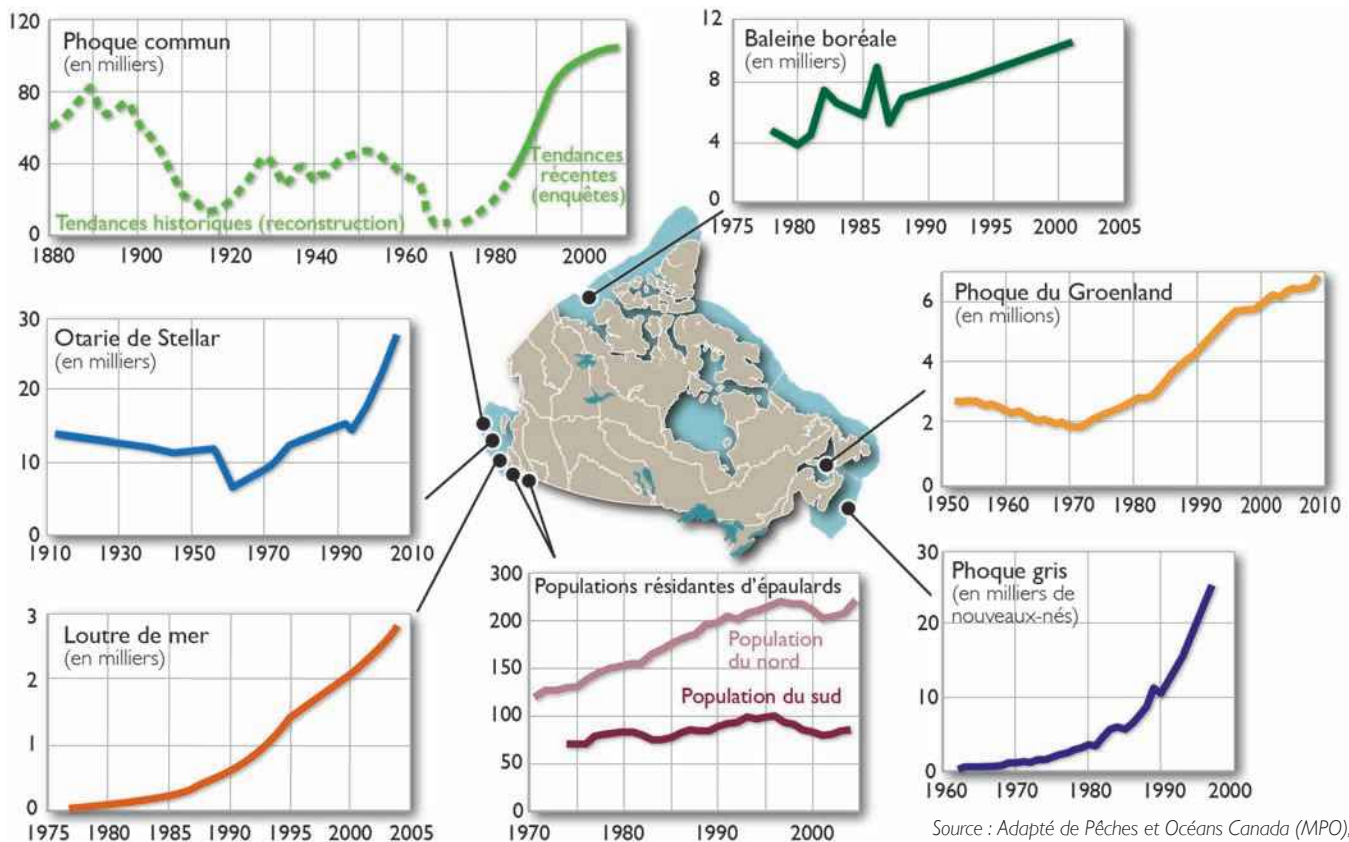 Phoque commun
(en milliers)
120
80
40
0
Tendances
récentes
(enquêtes)
Tendances historiques (reconstruction)
1880 1900 1920 1940 1960 1980 2000
Baleine boréale
(en milliers)
12
8
4
0
1975 1980 1985 1990 1995 2000 2005
Otarie de Stellar
(en milliers)
30
20
10
0
1910 1930 1950 1970 1990 2010
Phoque du Groenland
(en millions)
6
4
2
0
1950 1960 1970 1980 1990 2000 2010
Loutre de mer
(en milliers)
3
2
1
0
1975 1980 1985 1990 1995 2000 2005
Populations résidantes d'épaulards
300
250
200
150
100
50
0
Population
du nord
Population du sud
1970 1980 1990 2000
Phoque gris
(en milliers de
nouveaux-nés)
30
20
10
0
1960 1970 1980 1990 2000
Source : Adapté de Pêches et Océans Canada (MPO),